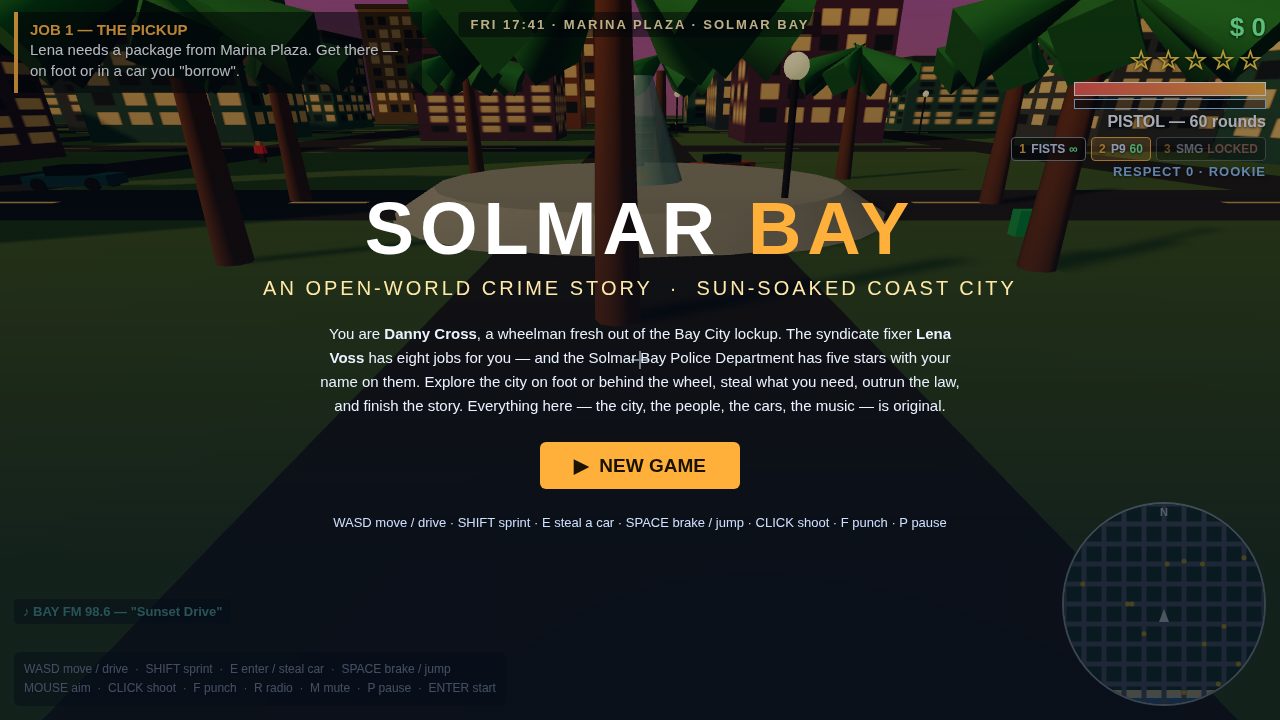 JOB 1 — THE PICKUP
Lena needs a package from Marina Plaza. Get there —
on foot or in a car you "borrow".
FRI 17:41 · MARINA PLAZA · SOLMAR BAY
$ 0
☆☆☆☆☆
PISTOL — 60 rounds
1 FISTS ∞ 2 P9 60 3 SMG LOCKED
RESPECT 0 · ROOKIE
SOLMAR BAY
AN OPEN-WORLD CRIME STORY · SUN-SOAKED COAST CITY
You are Danny Cross, a wheelman fresh out of the Bay City lockup. The syndicate fixer Lena
Voss has eight jobs for you — and the Solmar Bay Police Department has five stars with your
name on them. Explore the city on foot or behind the wheel, steal what you need, outrun the law,
and finish the story. Everything here — the city, the people, the cars, the music — is original.
▶ NEW GAME
WASD move / drive · SHIFT sprint · E steal a car · SPACE brake / jump · CLICK shoot · F punch · P pause
N
♪ BAY FM 98.6 — "Sunset Drive"
WASD move / drive · SHIFT sprint · E enter / steal car · SPACE brake / jump
MOUSE aim · CLICK shoot · F punch · R radio · M mute · P pause · ENTER start